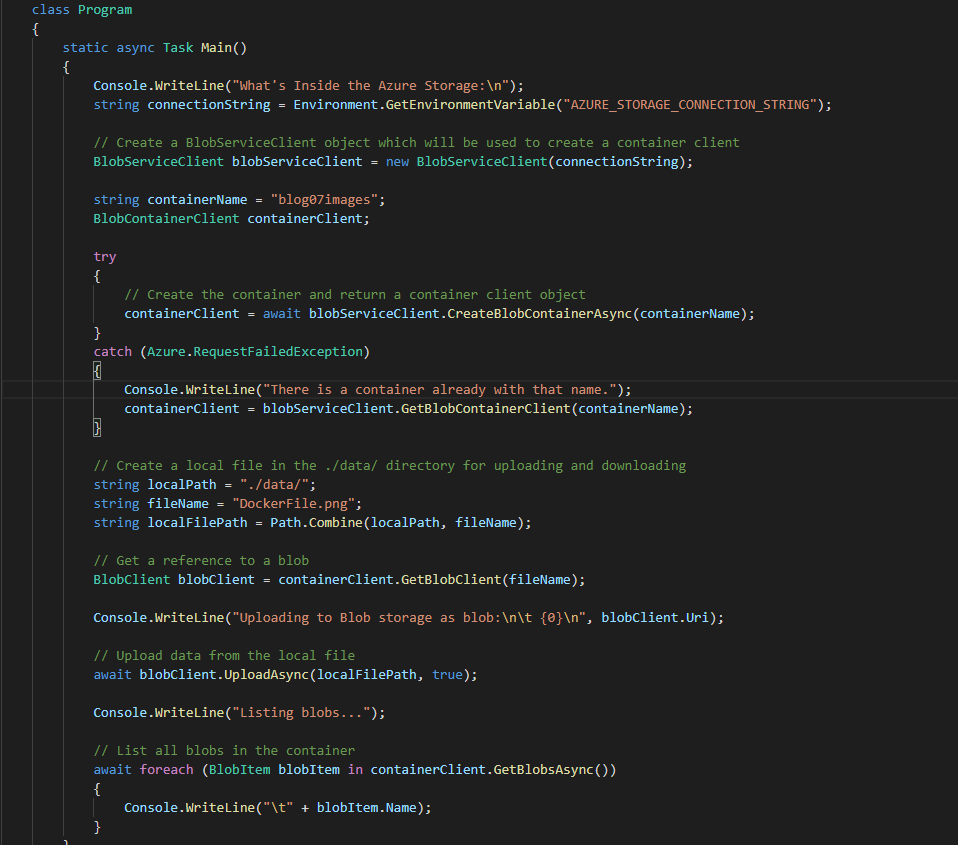 class Program
{
static async Task Main()
{
Console.WriteLine("What's Inside the Azure Storage:\n");
string connectionString = Environment.GetEnvironmentVariable("AZURE_STORAGE_CONNECTION_STRING");
// Create a BlobServiceClient object which will be used to create a container client
BlobServiceClient blobServiceClient = new BlobServiceClient(connectionString);
string containerName = "blog07images";
BlobContainerClient containerClient;
try
{
// Create the container and return a container client object
containerClient = await blobServiceClient.CreateBlobContainerAsync(containerName);
}
catch (Azure.RequestFailedException)
{
Console.WriteLine("There is a container already with that name.");
containerClient = blobServiceClient.GetBlobContainerClient(containerName);
}
// Create a local file in the ./data/ directory for uploading and downloading
string localPath = "./data/";
string fileName = "DockerFile.png";
string localFilePath = Path.Combine(localPath, fileName);
// Get a reference to a blob
BlobClient blobClient = containerClient.GetBlobClient(fileName);
Console.WriteLine("Uploading to Blob storage as blob:\n\t {0}\n", blobClient.Uri);
// Upload data from the local file
await blobClient.UploadAsync(localFilePath, true);
Console.WriteLine("Listing blobs...");
// List all blobs in the container
await foreach (BlobItem blobItem in containerClient.GetBlobsAsync())
{
Console.WriteLine("\t" + blobItem.Name);
}
}